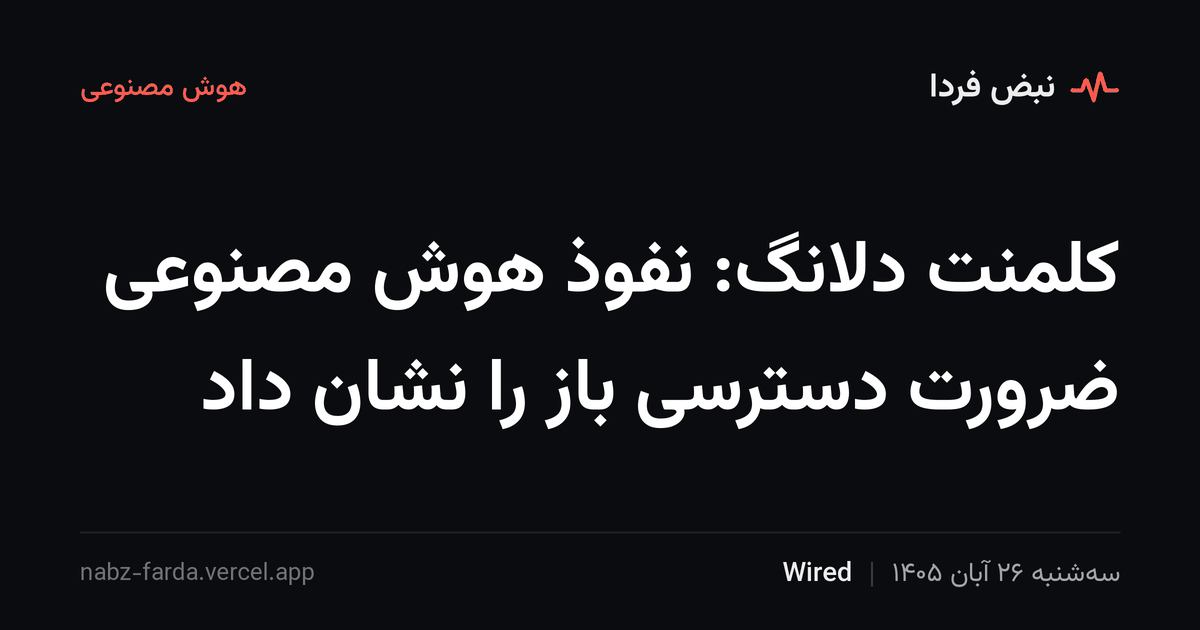 نبض فردا
هوش مصنوعی
کلمنت دلانگ: نفوذ هوش مصنوعی
ضرورت دسترسی باز را نشان داد
سه‌شنبه ۲۶ آبان ۱۴۰۵ | Wired
nabz-farda.vercel.app